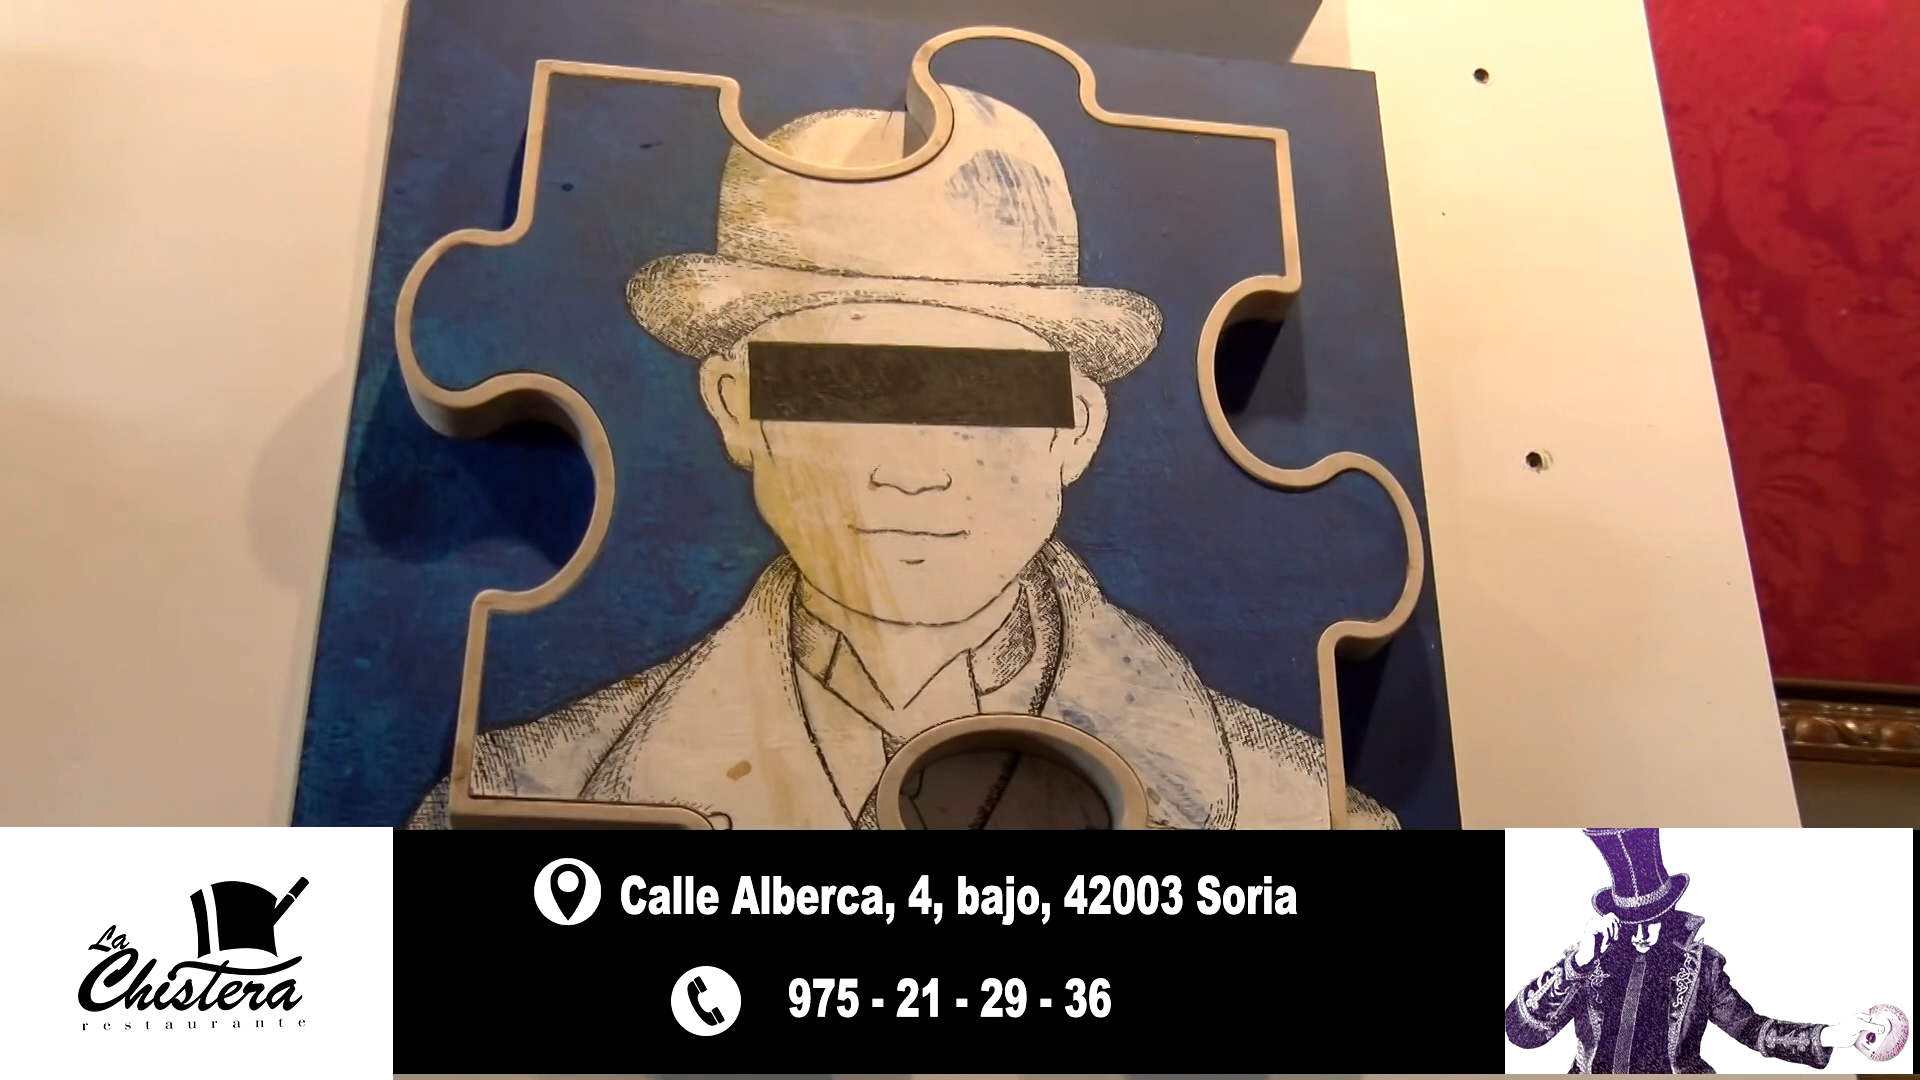 La
Chistera
restaurante
Calle Alberca, 4, bajo, 42003 Soria
975 - 21 - 29 - 36